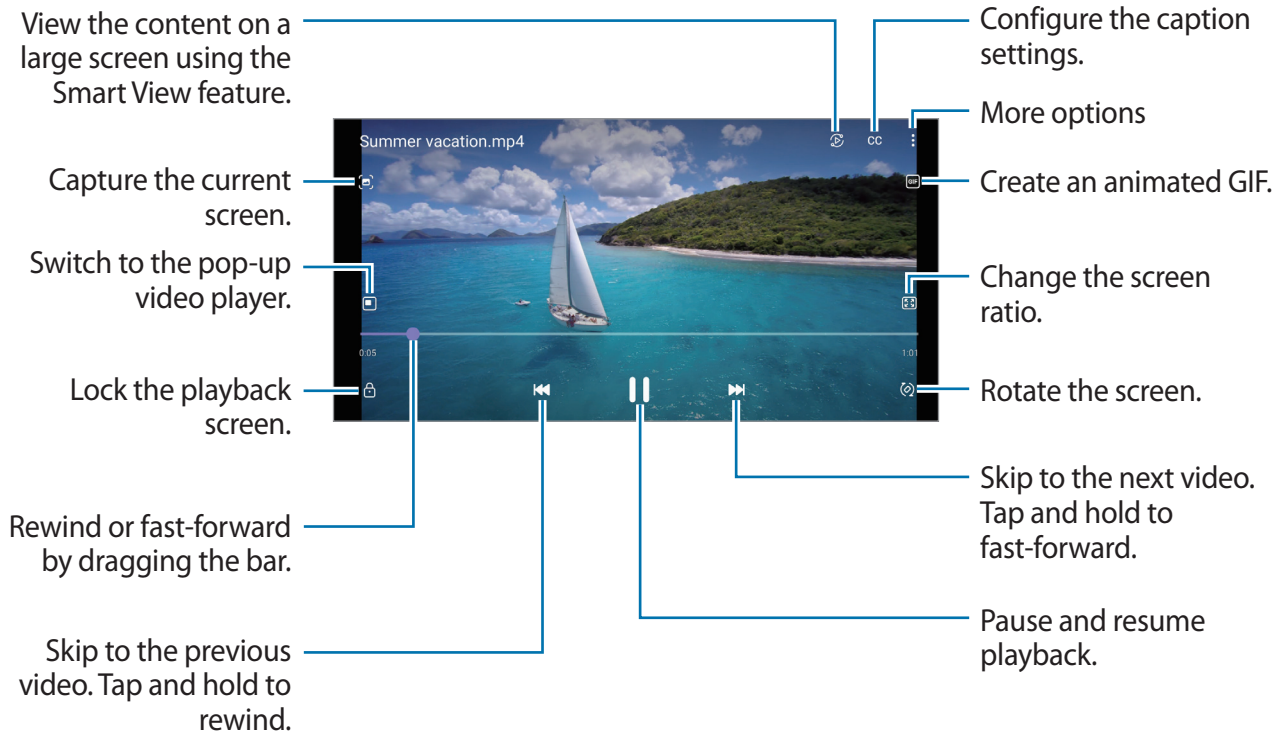 View the content on a
large screen using the
Smart View feature.
Configure the caption
settings.
More options
Summer vacation.mp4
CC
Capture the current
screen.
GIF
Create an animated GIF.
Switch to the pop-up
video player.
Change the screen
ratio.
0:05
1:01
Lock the playback
screen.
Rotate the screen.
Skip to the next video.
Tap and hold to
fast-forward.
Rewind or fast-forward
by dragging the bar.
Pause and resume
playback.
Skip to the previous
video. Tap and hold to
rewind.